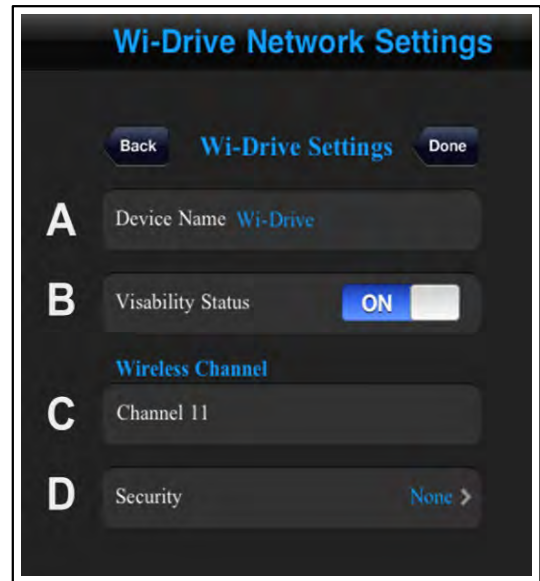 Wi-Drive Network Settings
Back Wi-Drive Settings Done
A Device Name Wi-Drive
B Visability Status ON
Wireless Channel
C Channel 11
D Security None >